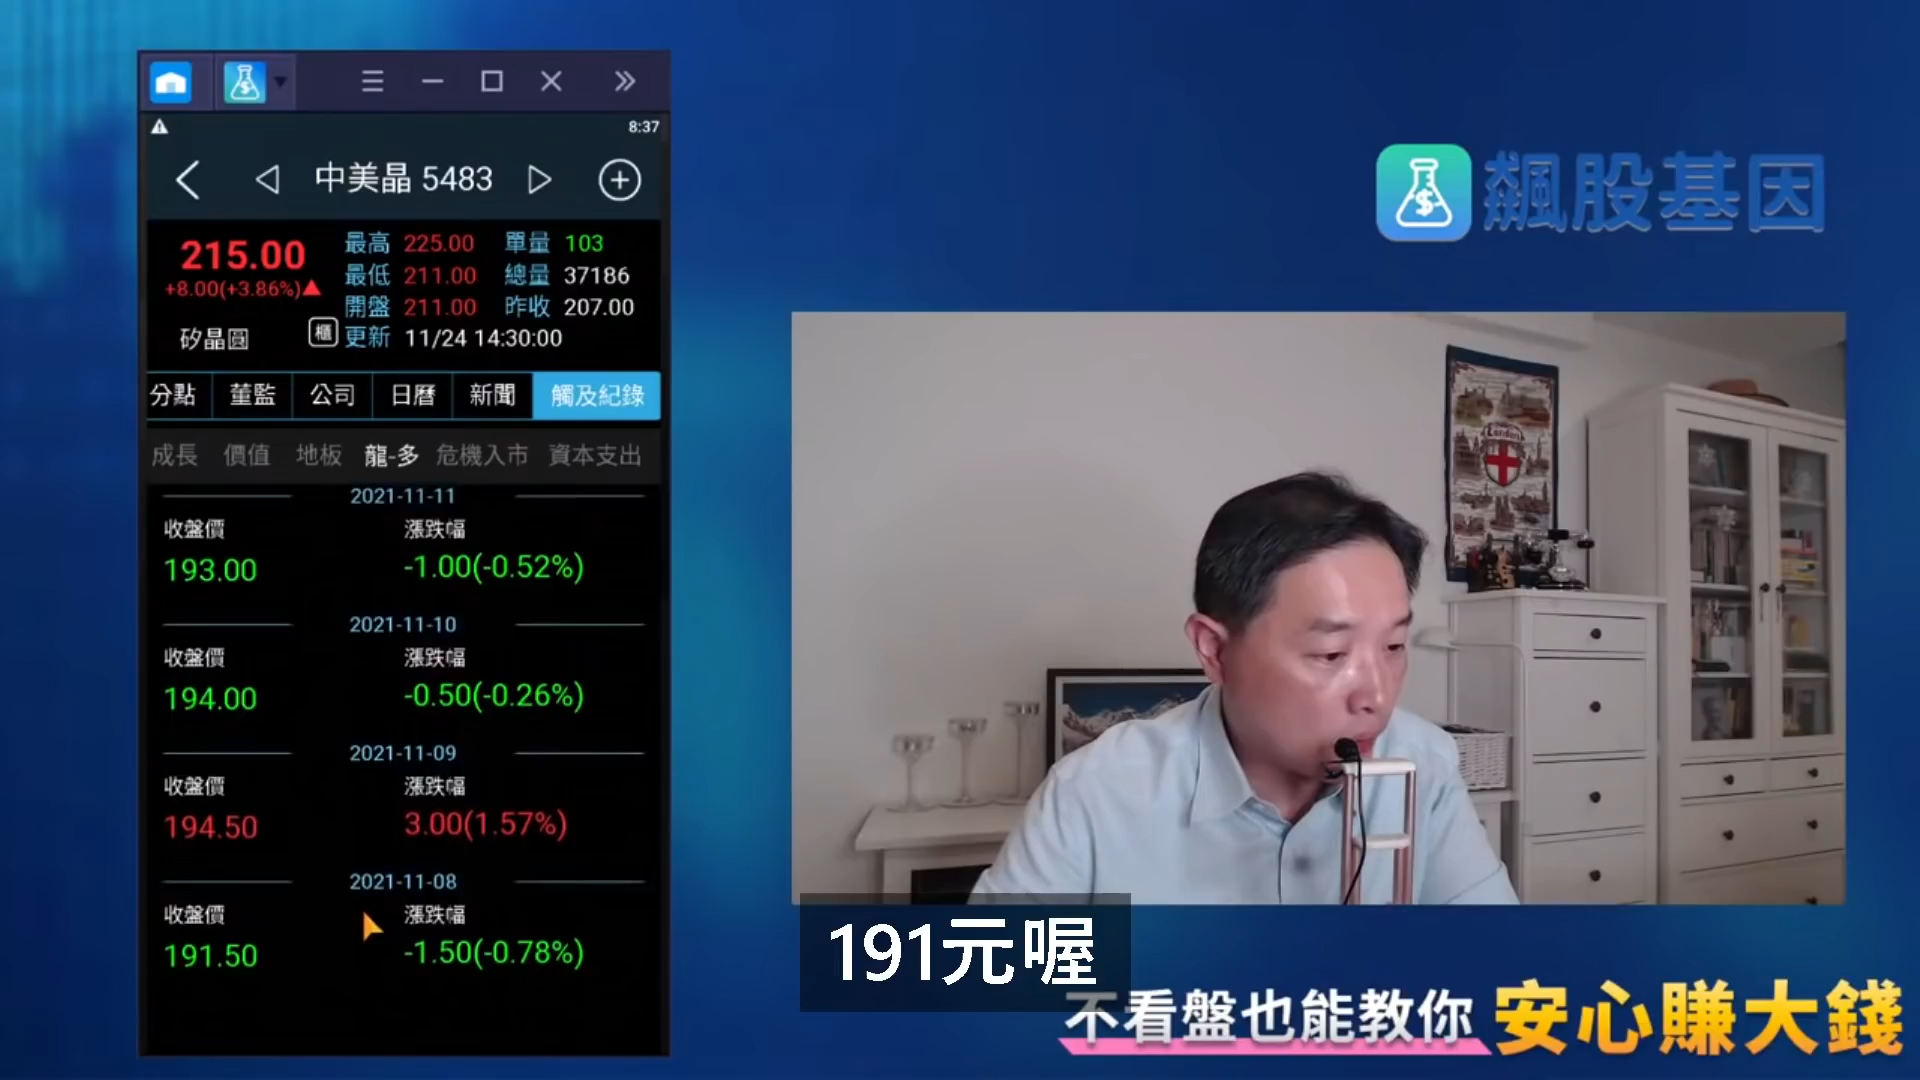 8:37
中美晶 5483
215.00
+8.00(+3.86%)▲
矽晶圓
櫃
最高 225.00 單量 103
最低 211.00 總量 37186
開盤 211.00 昨收 207.00
更新 11/24 14:30:00
分點 董監 公司 日曆 新聞 觸及紀錄
成長 價值 地板 龍-多 危機入市 資本支出
2021-11-11
收盤價 漲跌幅
193.00 -1.00(-0.52%)
2021-11-10
收盤價 漲跌幅
194.00 -0.50(-0.26%)
2021-11-09
收盤價 漲跌幅
194.50 3.00(1.57%)
2021-11-08
收盤價 漲跌幅
191.50 -1.50(-0.78%)
飆股基因
London
191元喔
不看盤也能教你 安心賺大錢